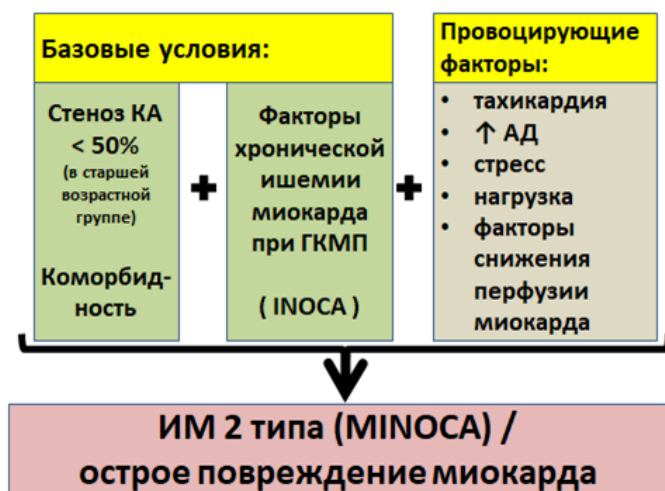 Базовые условия:
Стеноз КА
< 50%
(в старшей
возрастной
группе)
Коморбид-
ность
+
Факторы
хронической
ишемии
миокарда
при ГКМП
( INOCA )
+
Провоцирующие
факторы:
• тахикардия
• ↑ АД
• стресс
• нагрузка
• факторы
снижения
перфузии
миокарда
ИМ 2 типа (MINOCA) /
острое повреждение миокарда